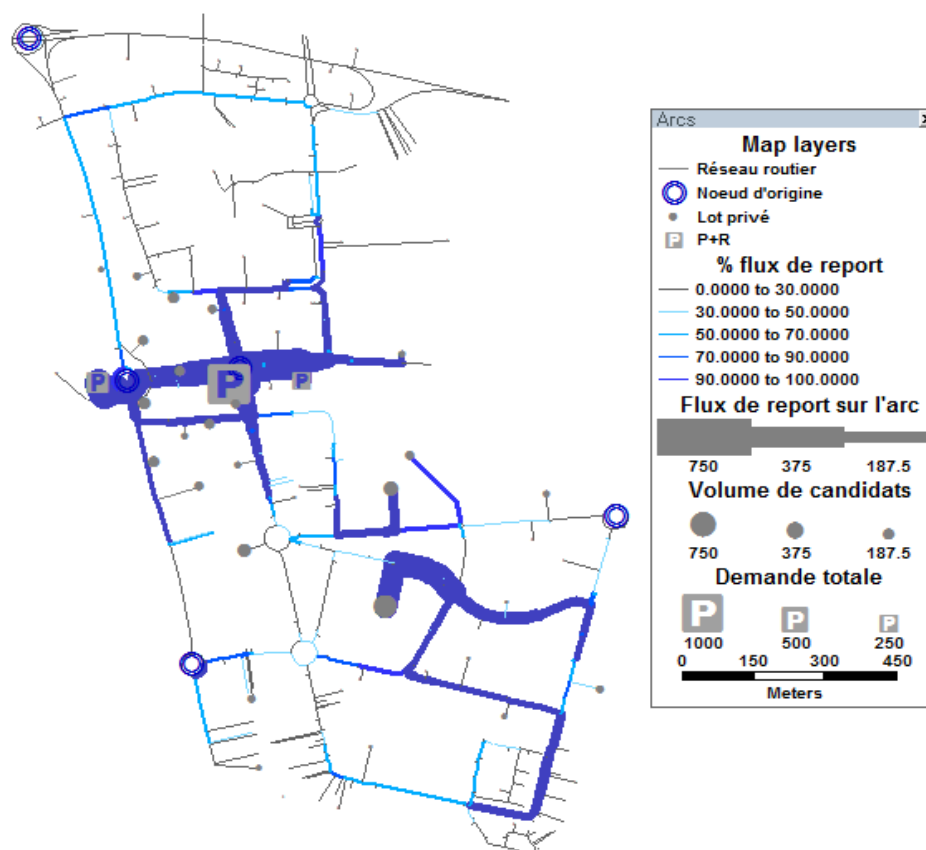 Arcs
Map layers
Réseau routier
Noeud d'origine
Lot privé
P P+R
% flux de report
0.0000 to 30.0000
30.0000 to 50.0000
50.0000 to 70.0000
70.0000 to 90.0000
90.0000 to 100.0000
Flux de report sur l'arc
750 375 187.5
Volume de candidats
750 375 187.5
Demande totale
P P P
1000 500 250
0 150 300 450
Meters
P P P